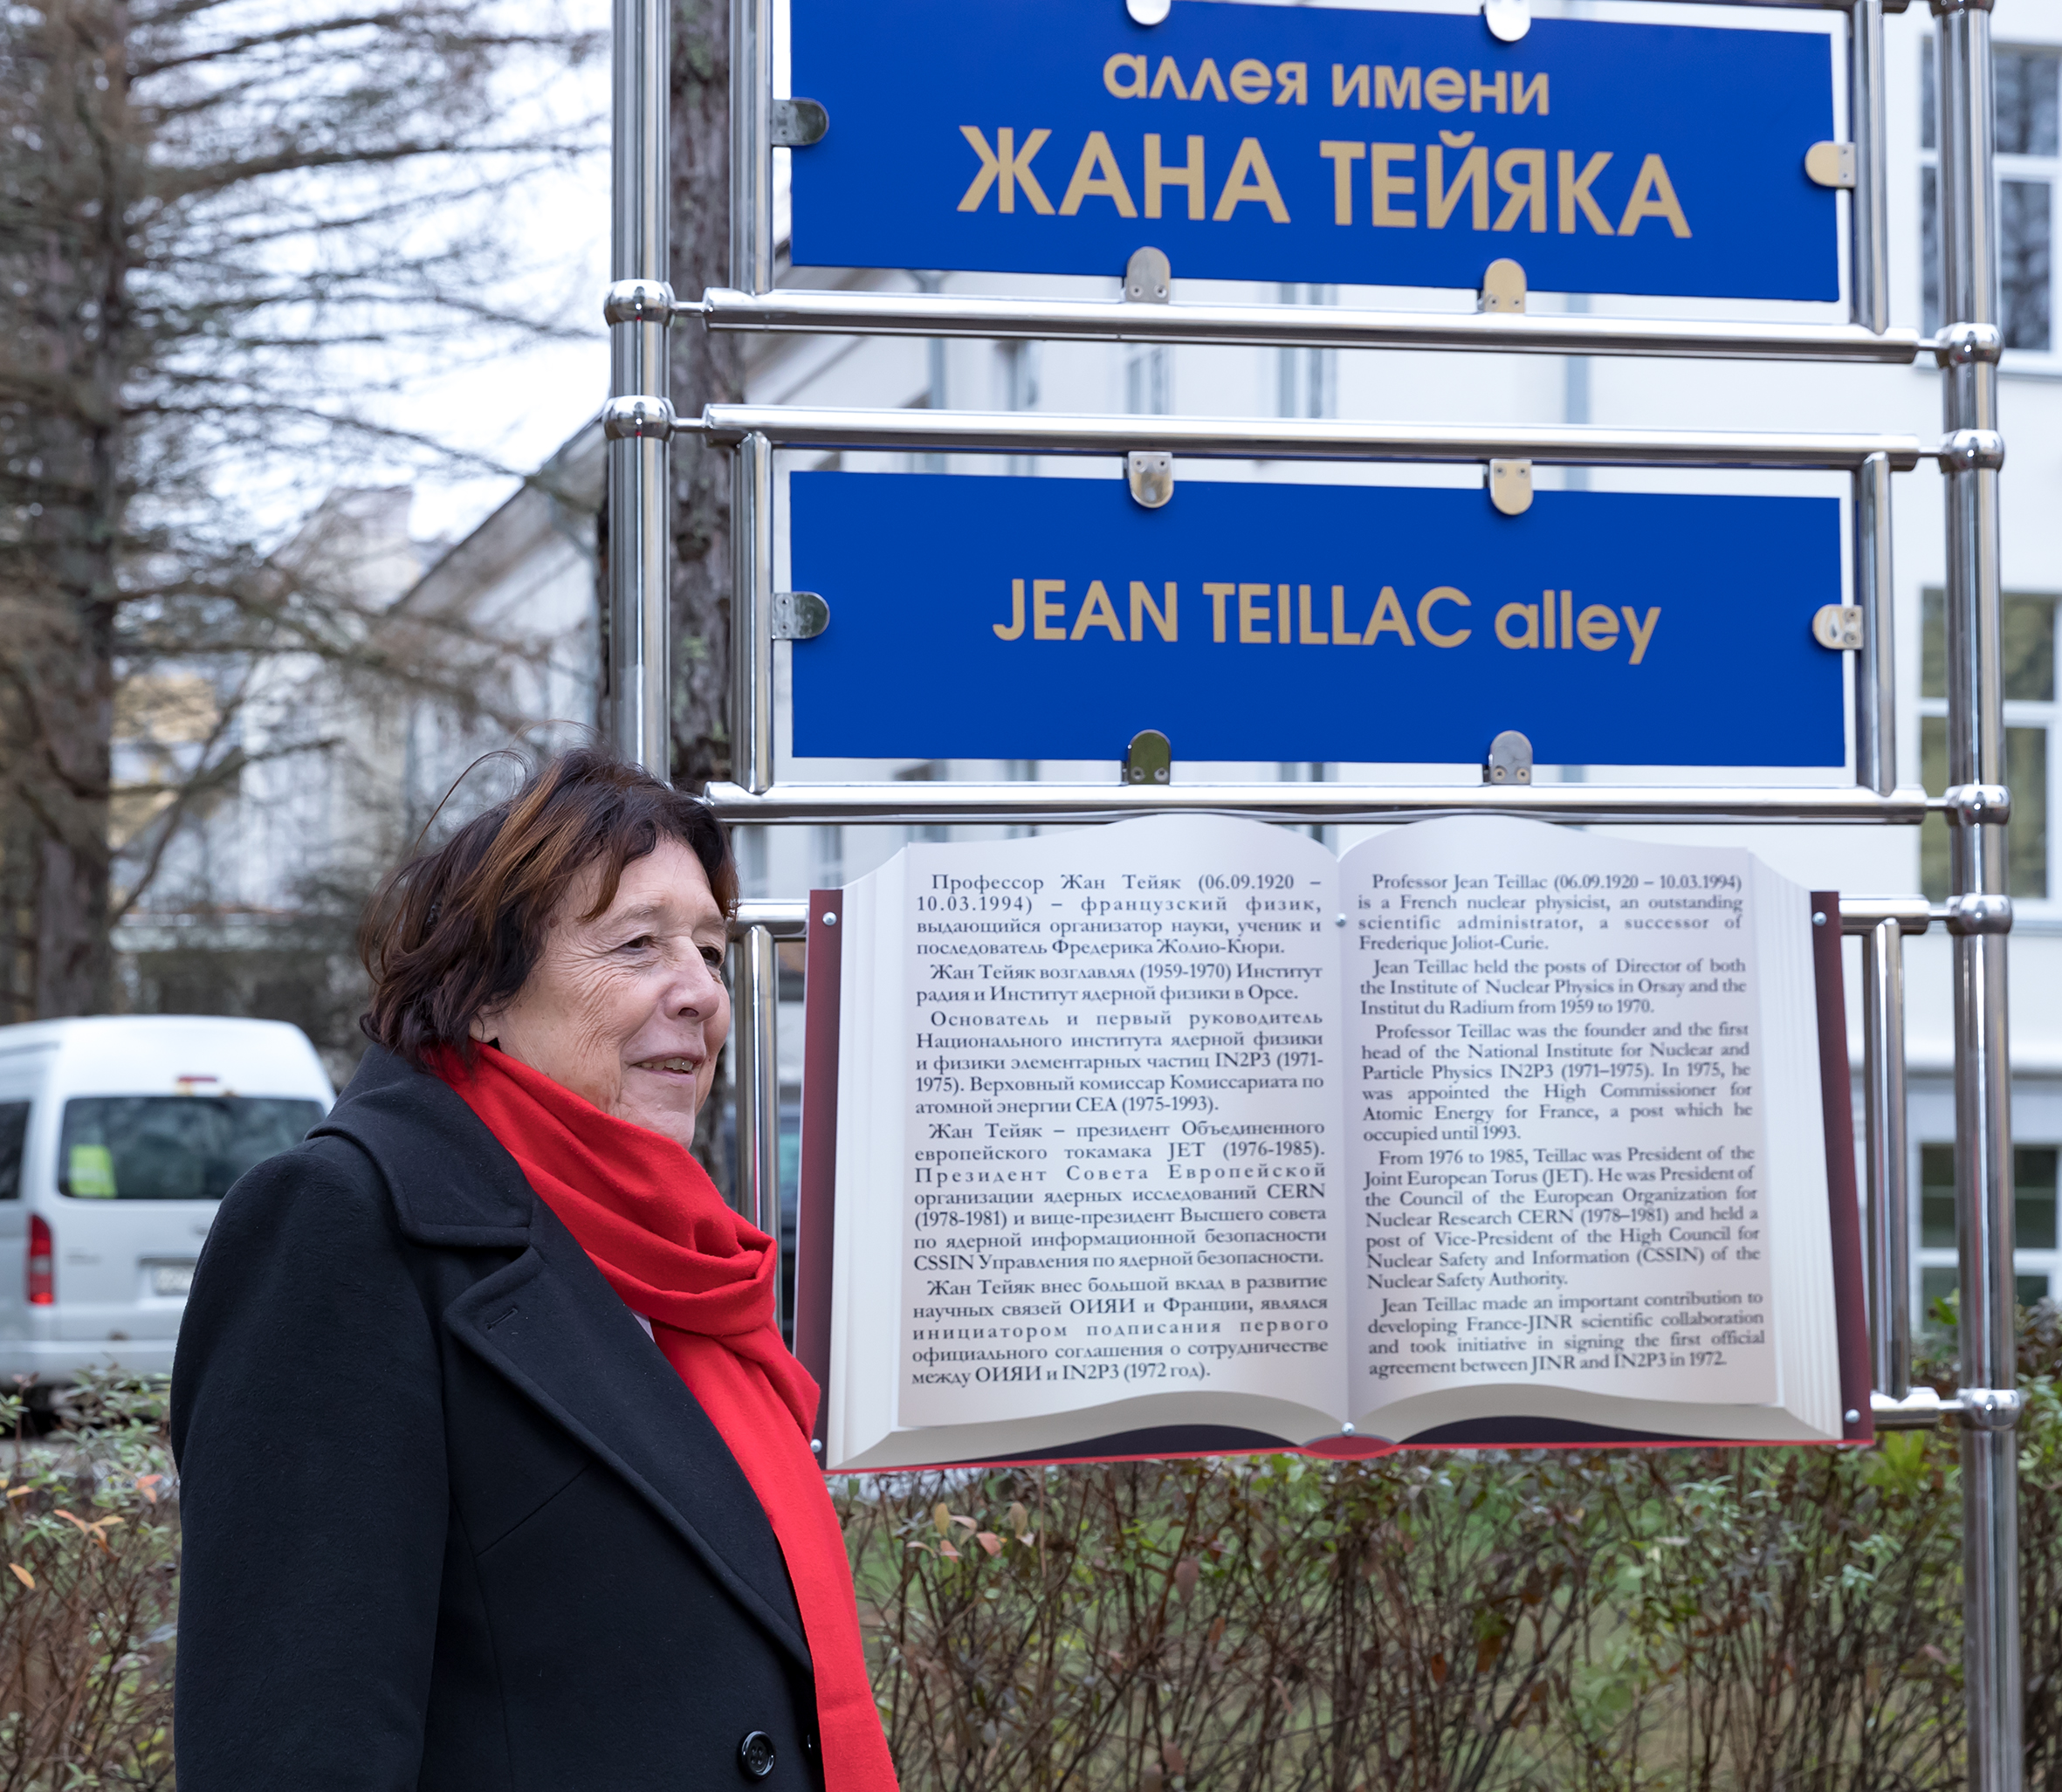 аллея имени
ЖАНА ТЕЙЯКА
JEAN TEILLAC alley
Профессор Жан Тейяк (06.09.1920 –
10.03.1994) – французский физик,
выдающийся организатор науки, ученик и
последователь Фредерика Жолио-Кюри.
Жан Тейяк возглавлял (1959-1970) Институт
радия и Институт ядерной физики в Орсе.
Основатель и первый руководитель
Национального института ядерной физики
и физики элементарных частиц IN2P3 (1971-
1975). Верховный комиссар Комиссариата по
атомной энергии CEA (1975-1993).
Жан Тейяк – президент Объединенного
европейского токамака JET (1976-1985).
Президент Совета Европейской
организации ядерных исследований CERN
(1978-1981) и вице-президент Высшего совета
по ядерной информационной безопасности
CSSIN Управления по ядерной безопасности.
Жан Тейяк внес большой вклад в развитие
научных связей ОИЯИ и Франции, являлся
инициатором подписания первого
официального соглашения о сотрудничестве
между ОИЯИ и IN2P3 (1972 год).
Professor Jean Teillac (06.09.1920 – 10.03.1994)
is a French nuclear physicist, an outstanding
scientific administrator, a successor of
Frederique Joliot-Curie.
Jean Teillac held the posts of Director of both
the Institute of Nuclear Physics in Orsay and the
Institut du Radium from 1959 to 1970.
Professor Teillac was the founder and the first
head of the National Institute for Nuclear and
Particle Physics IN2P3 (1971–1975). In 1975, he
was appointed the High Commissioner for
Atomic Energy for France, a post which he
occupied until 1993.
From 1976 to 1985, Teillac was President of the
Joint European Torus (JET). He was President of
the Council of the European Organization for
Nuclear Research CERN (1978–1981) and held a
post of Vice-President of the High Council for
Nuclear Safety and Information (CSSIN) of the
Nuclear Safety Authority.
Jean Teillac made an important contribution to
developing France-JINR scientific collaboration
and took initiative in signing the first official
agreement between JINR and IN2P3 in 1972.